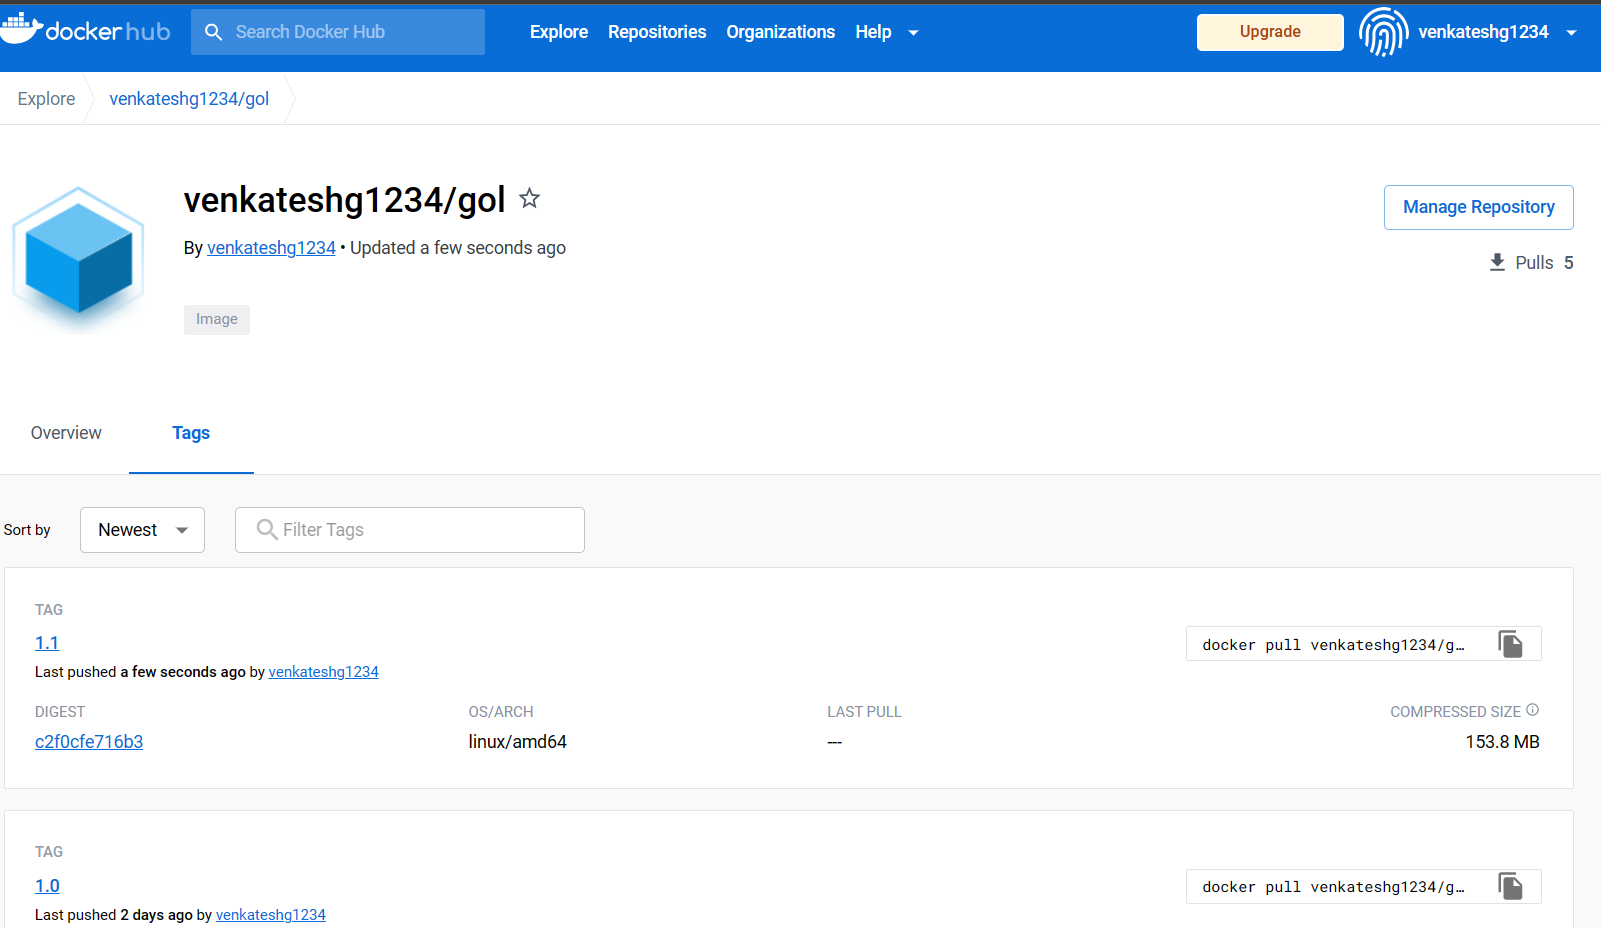 docker hub
Search Docker Hub
Explore Repositories Organizations Help
Upgrade
venkateshg1234
Explore venkateshg1234/gol
venkateshg1234/gol
By venkateshg1234 • Updated a few seconds ago
Manage Repository
Pulls 5
Image
Overview Tags
Sort by Newest Filter Tags
TAG
1.1
docker pull venkateshg1234/g…
Last pushed a few seconds ago by venkateshg1234
DIGEST OS/ARCH LAST PULL COMPRESSED SIZE
c2f0cfe716b3 linux/amd64 --- 153.8 MB
TAG
1.0
docker pull venkateshg1234/g…
Last pushed 2 days ago by venkateshg1234